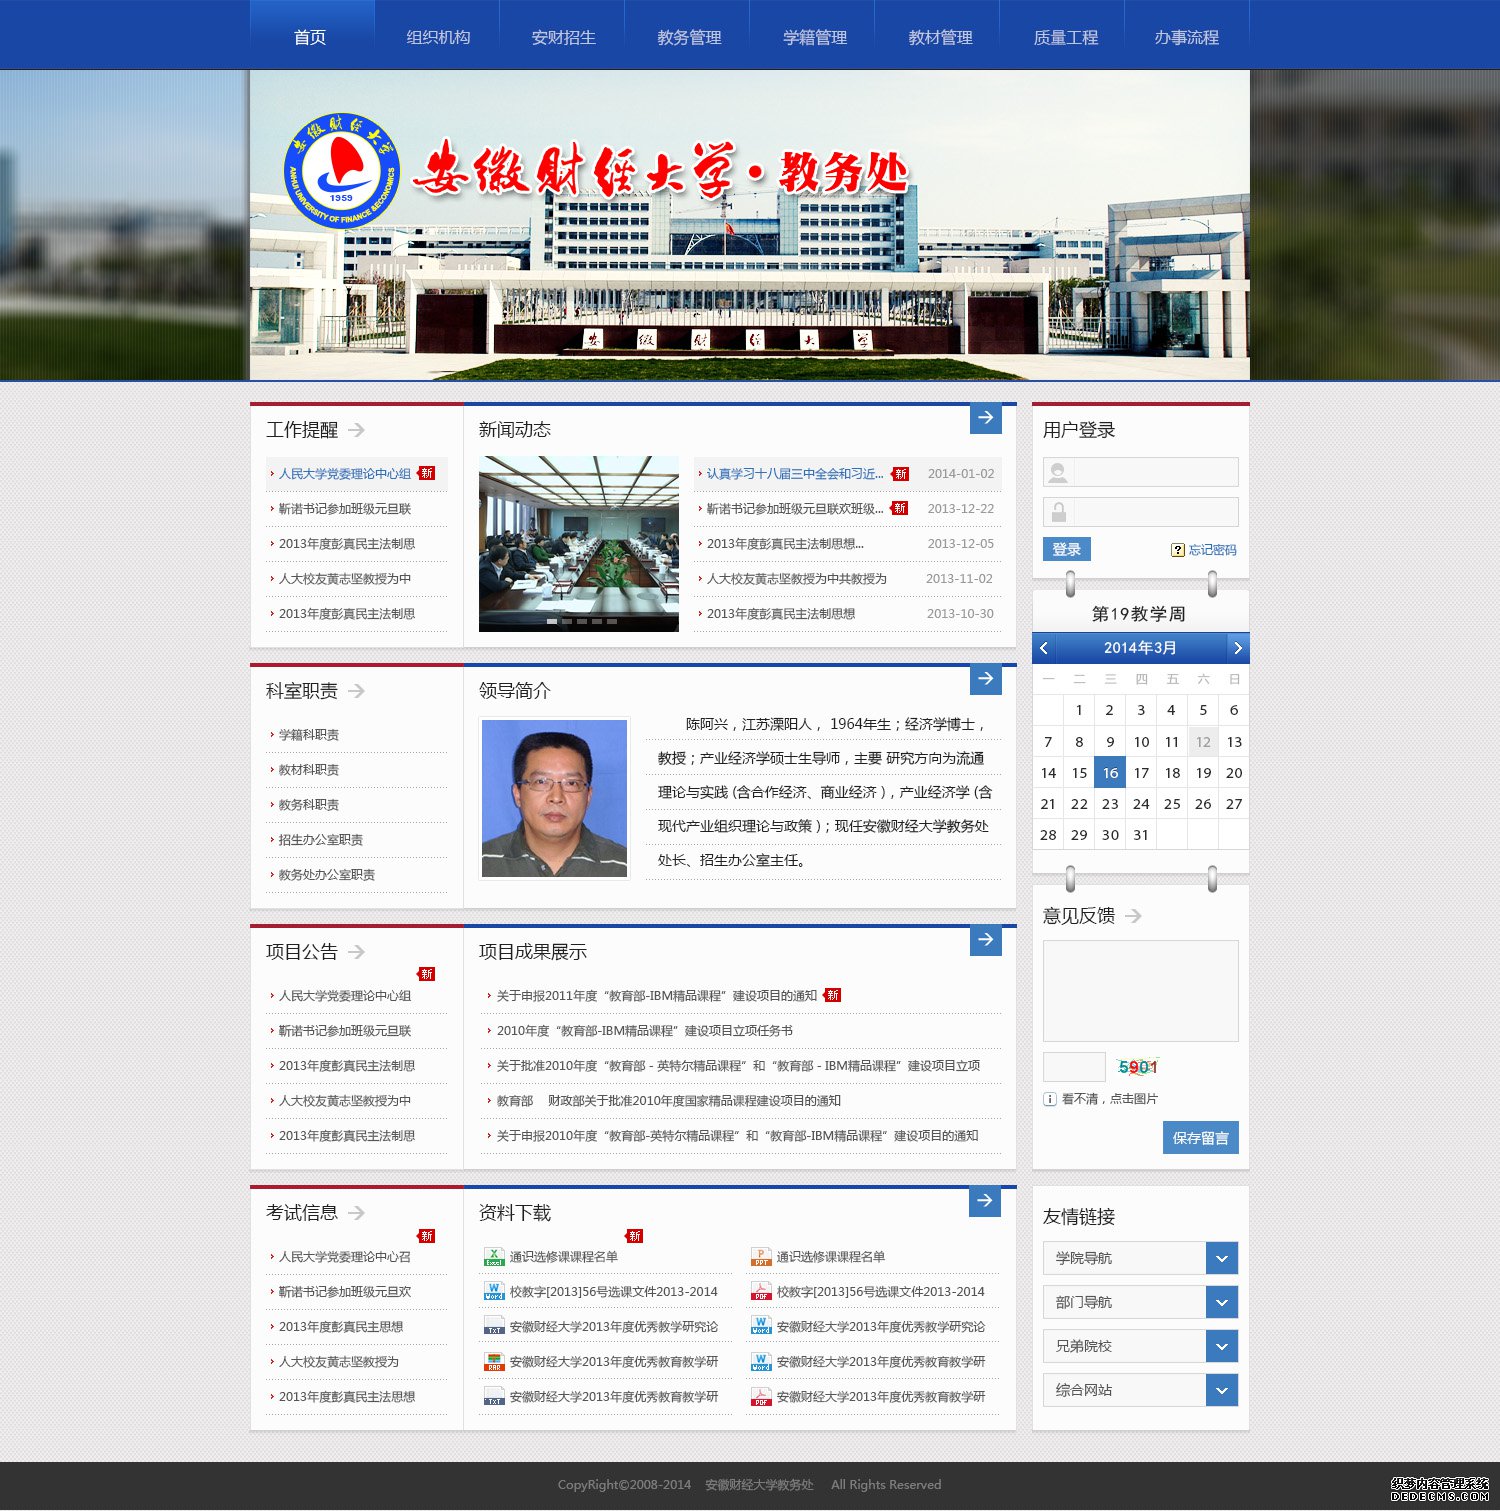 首页 组织机构 安财招生 教务管理 学籍管理 教材管理 质量工程 办事流程
安徽财经大学·教务处
安徽财经大学
ANHUI UNIVERSITY OF FINANCE &ECONOMICS
1959
安 徽 财 经 大 学
工作提醒
人民大学党委理论中心组 新
靳诺书记参加班级元旦联
2013年度彭真民主法制思
人大校友黄志坚教授为中
2013年度彭真民主法制思
新闻动态
认真学习十八届三中全会和习近... 新 2014-01-02
靳诺书记参加班级元旦联欢班级... 新 2013-12-22
2013年度彭真民主法制思想... 2013-12-05
人大校友黄志坚教授为中共教授为 2013-11-02
2013年度彭真民主法制思想 2013-10-30
用户登录
登录 ? 忘记密码
第19教学周
2014年3月
一 二 三 四 五 六 日
1 2 3 4 5 6
7 8 9 10 11 12 13
14 15 16 17 18 19 20
21 22 23 24 25 26 27
28 29 30 31
科室职责
学籍科职责
教材科职责
教务科职责
招生办公室职责
教务处办公室职责
领导简介
陈阿兴，江苏溧阳人， 1964年生；经济学博士，
教授；产业经济学硕士生导师，主要 研究方向为流通
理论与实践 (含合作经济、商业经济 )，产业经济学 (含
现代产业组织理论与政策 )；现任安徽财经大学教务处
处长、招生办公室主任。
意见反馈
5901
看不清，点击图片
保存留言
项目公告
新
人民大学党委理论中心组
靳诺书记参加班级元旦联
2013年度彭真民主法制思
人大校友黄志坚教授为中
2013年度彭真民主法制思
项目成果展示
关于申报2011年度“教育部-IBM精品课程”建设项目的通知 新
2010年度“教育部-IBM精品课程”建设项目立项任务书
关于批准2010年度“教育部 - 英特尔精品课程”和“教育部 - IBM精品课程”建设项目立项
教育部 财政部关于批准2010年度国家精品课程建设项目的通知
关于申报2010年度“教育部-英特尔精品课程”和“教育部-IBM精品课程”建设项目的通知
考试信息
新
人民大学党委理论中心召
靳诺书记参加班级元旦欢
2013年度彭真民主思想
人大校友黄志坚教授为
2013年度彭真民主法思想
资料下载
新
Excel 通识选修课课程名单
Word 校教字[2013]56号选课文件2013-2014
TxT 安徽财经大学2013年度优秀教学研究论
RAR 安徽财经大学2013年度优秀教育教学研
TxT 安徽财经大学2013年度优秀教育教学研
PPT 通识选修课课程名单
PDF 校教字[2013]56号选课文件2013-2014
Word 安徽财经大学2013年度优秀教学研究论
Word 安徽财经大学2013年度优秀教育教学研
PDF 安徽财经大学2013年度优秀教育教学研
友情链接
学院导航
部门导航
兄弟院校
综合网站
CopyRight©2008-2014 安徽财经大学教务处 All Rights Reserved
织梦内容管理系统
DEDECMS.COM